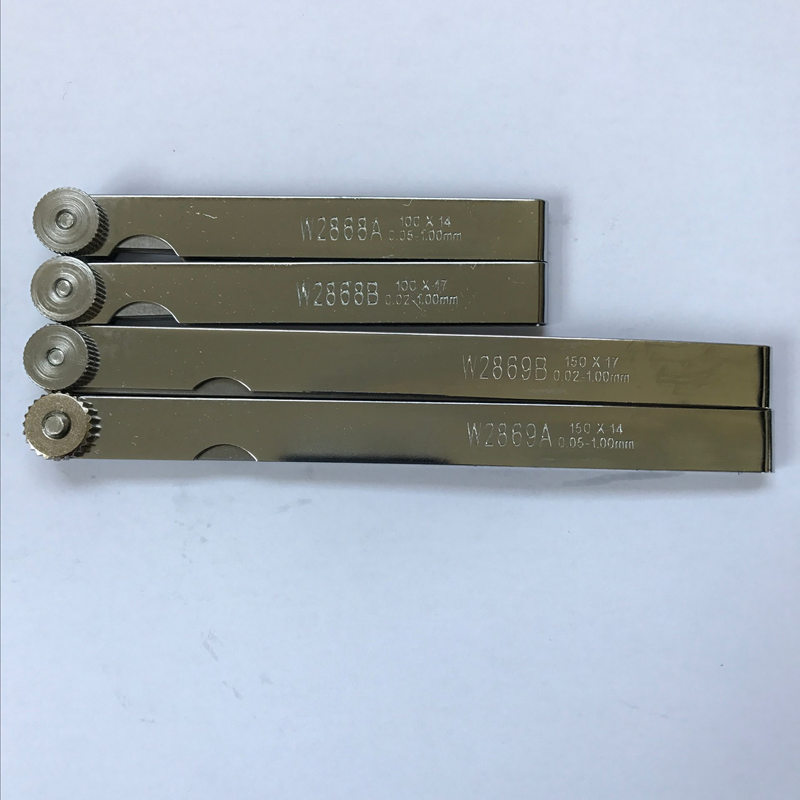 W2868A 100 X 14
0.05-1.00mm
W2868B 100 X 17
0.02-1.00mm
W2869B 150 X 17
0.02-1.00mm
W2869A 150 X 14
0.05-1.00mm